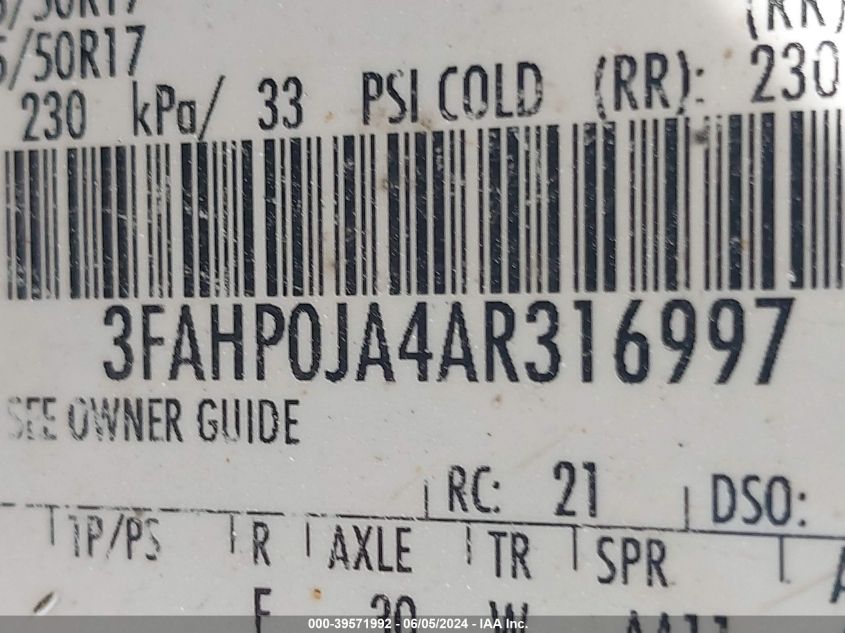 /50R17
(RR)
/50R17
230 kPa/ 33 PSI COLD (RR): 230
3FAHP0JA4AR316997
SEE OWNER GUIDE
RC: 21 DSO:
TP/PS R AXLE TR SPR
000-39571992 - 06/05/2024 - IAA Inc.